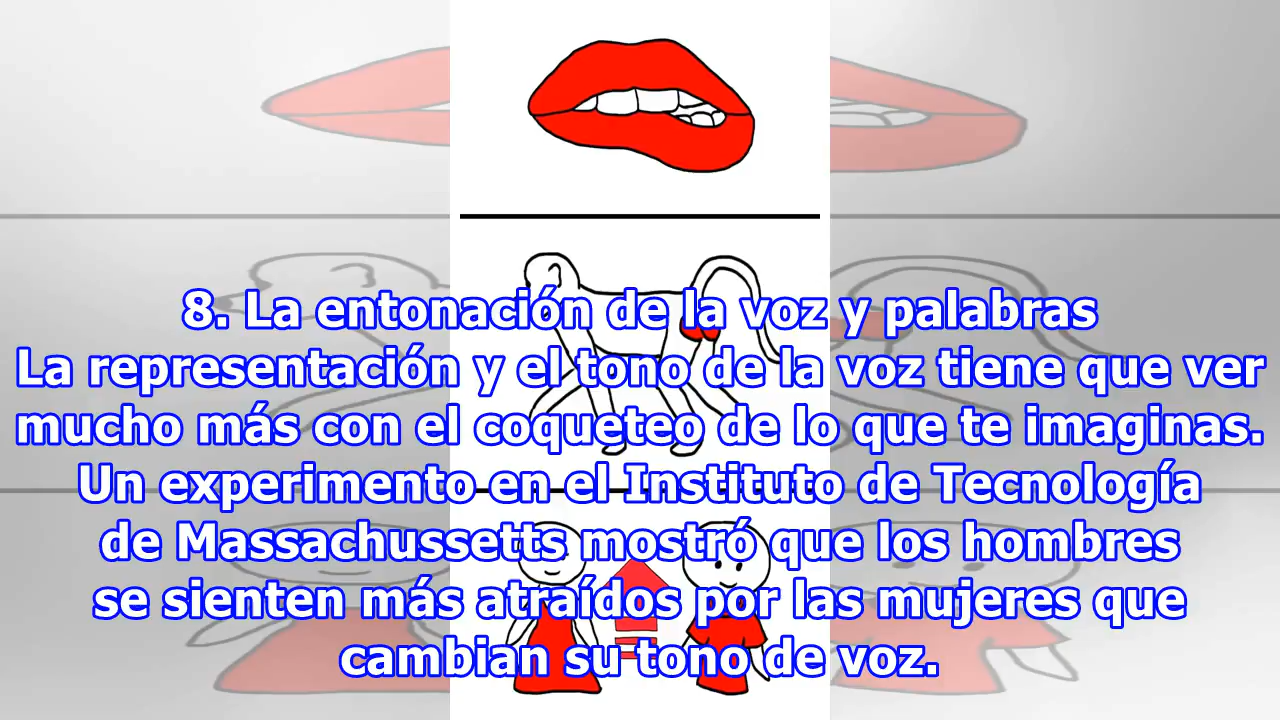 8. La entonación de la voz y palabras
La representación y el tono de la voz tiene que ver
mucho más con el coqueteo de lo que te imaginas.
Un experimento en el Instituto de Tecnología
de Massachussetts mostró que los hombres
se sienten más atraídos por las mujeres que
cambian su tono de voz.